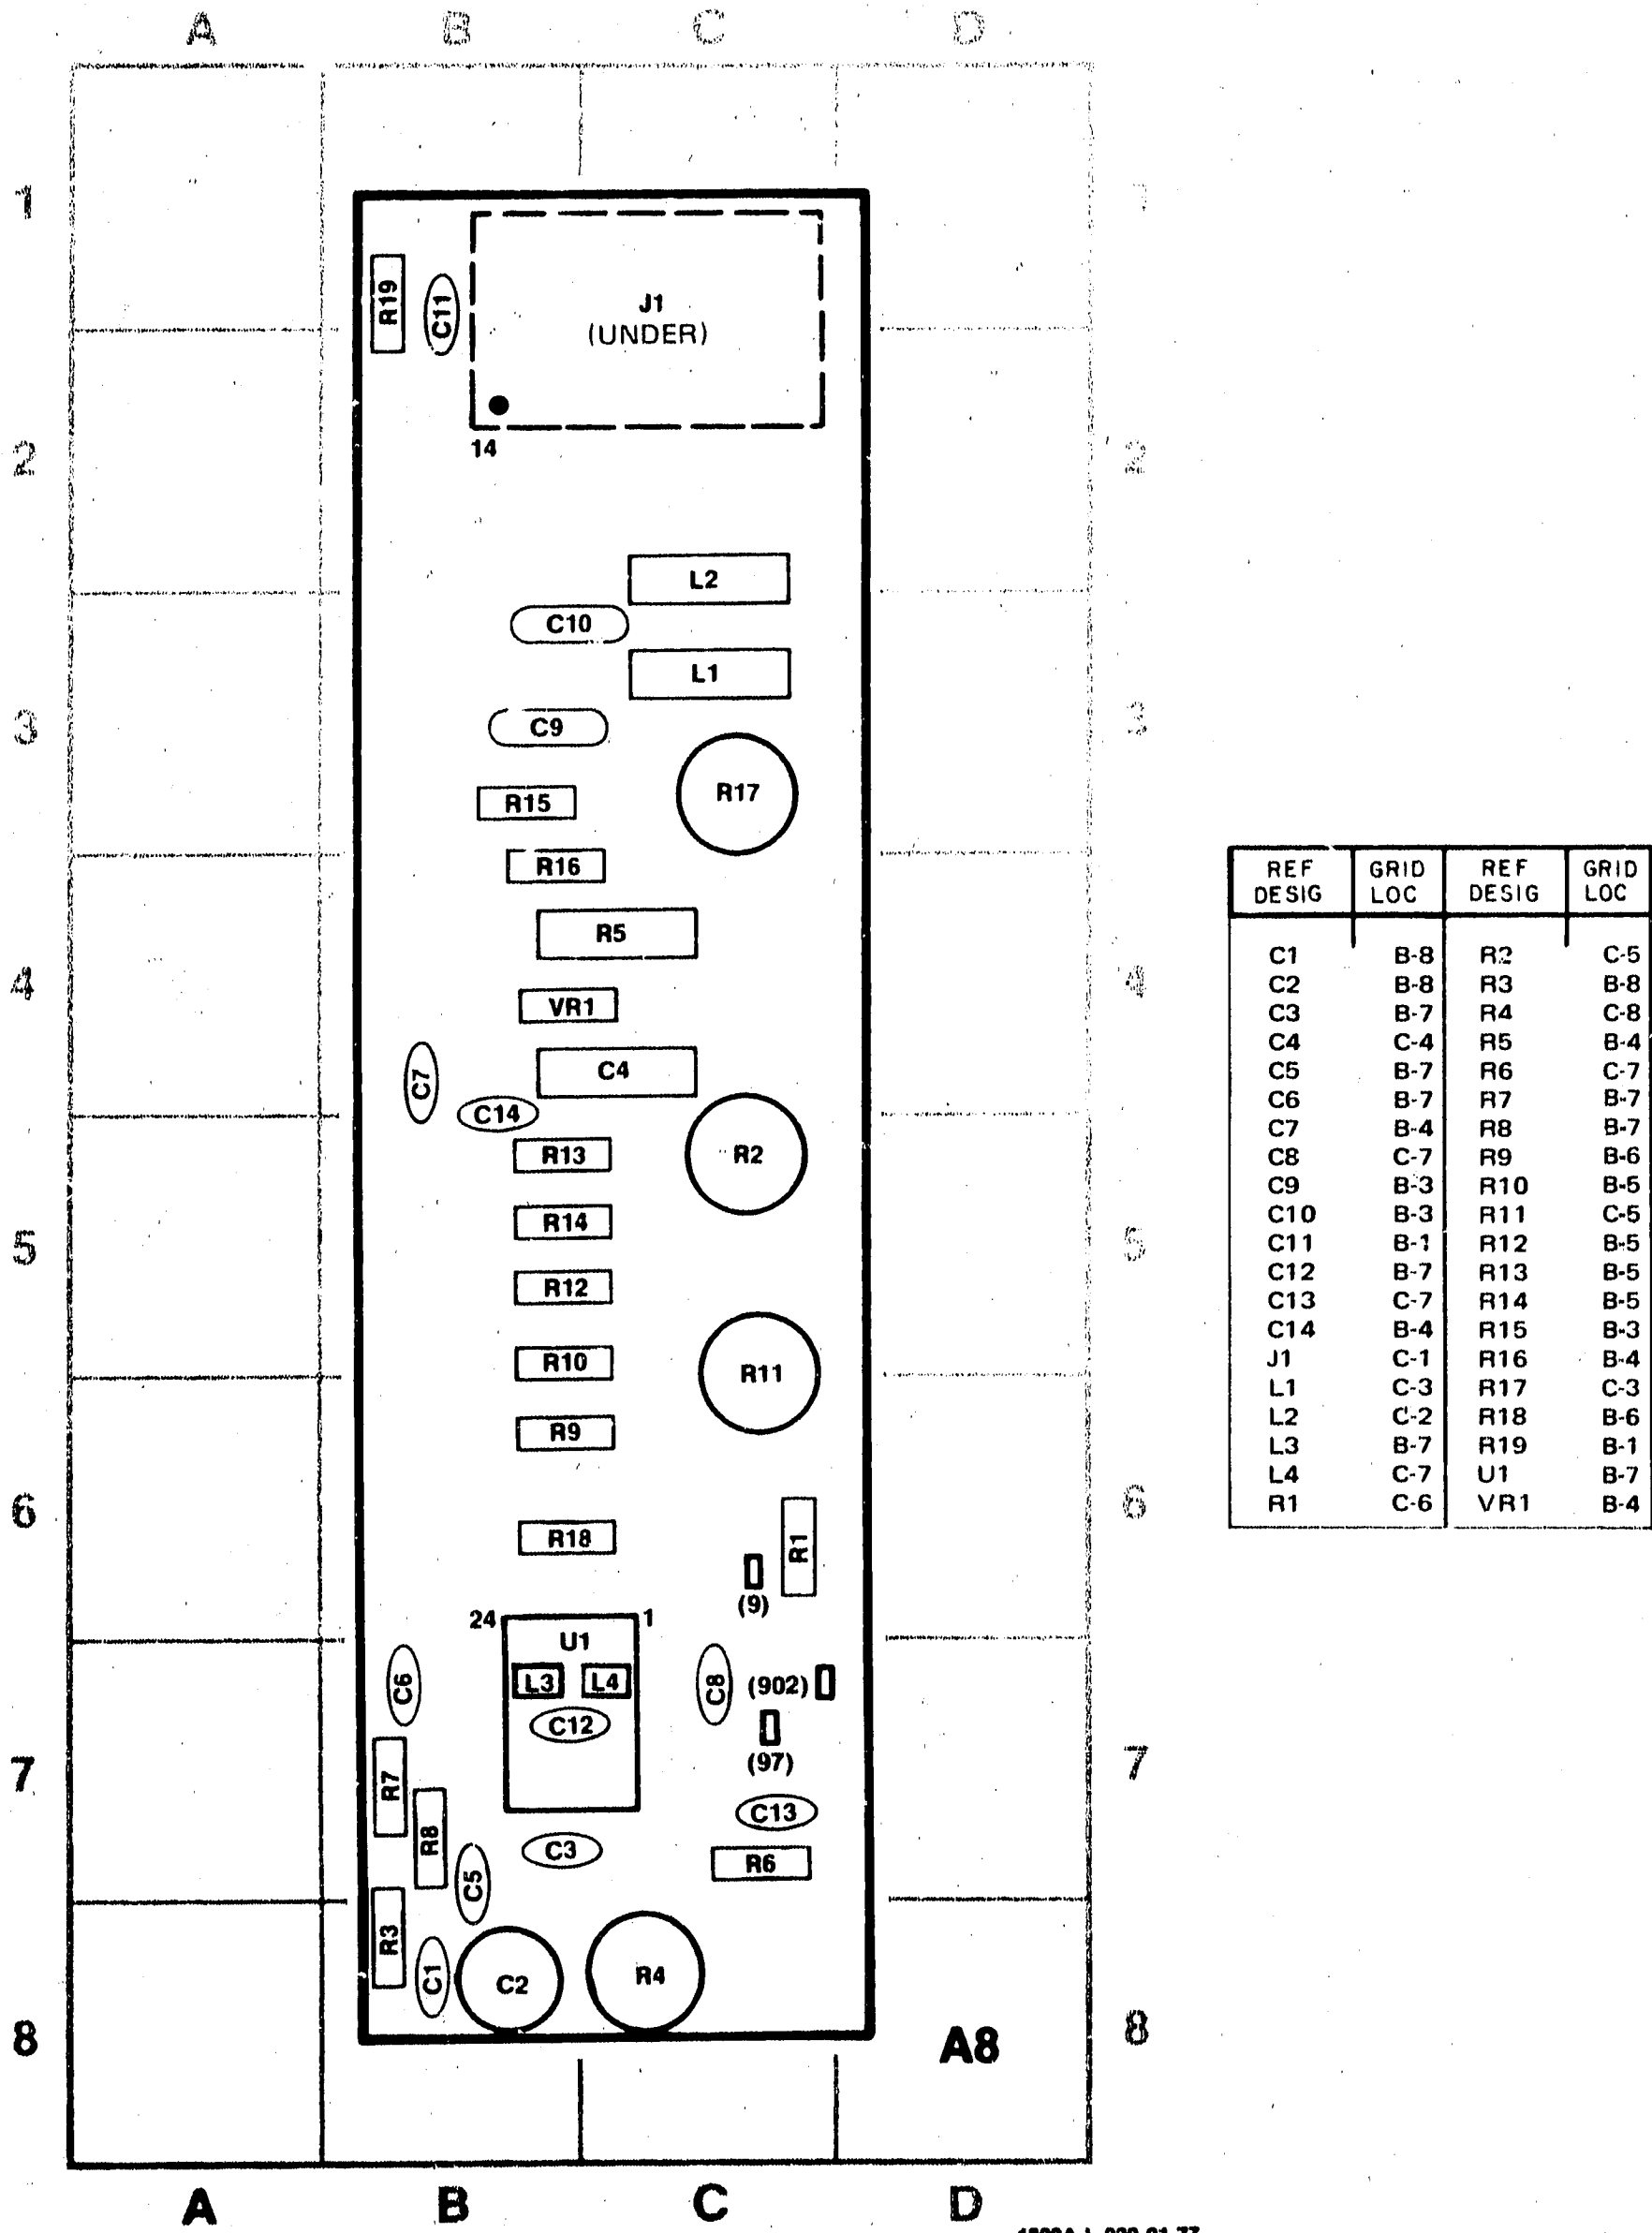 A B C D
1 1
R19 C11 J1
(UNDER)
14
2 2
L2
C10
L1
3 3
C9
R17
R15
R16
R5
4 4
VR1
C7 C4
C14
R13 R2
R14
5 5
R12
R10 R11
R9
6 6
R18 R1
(9)
24 1
U1
C6 L3 L4 C8 (902)
C12
(97)
7 7
R7
C13
R8
C3 R6
C5
R3 C1 C2 R4
8 A8 8
A B C D
REF DESIG GRID LOC REF DESIG GRID LOC
C1 B-8 R2 C-5
C2 B-8 R3 B-8
C3 B-7 R4 C-8
C4 C-4 R5 B-4
C5 B-7 R6 C-7
C6 B-7 R7 B-7
C7 B-4 R8 B-7
C8 C-7 R9 B-6
C9 B-3 R10 B-5
C10 B-3 R11 C-5
C11 B-1 R12 B-5
C12 B-7 R13 B-5
C13 C-7 R14 B-5
C14 B-4 R15 B-3
J1 C-1 R16 B-4
L1 C-3 R17 C-3
L2 C-2 R18 B-6
L3 B-7 R19 B-1
L4 C-7 U1 B-7
R1 C-6 VR1 B-4